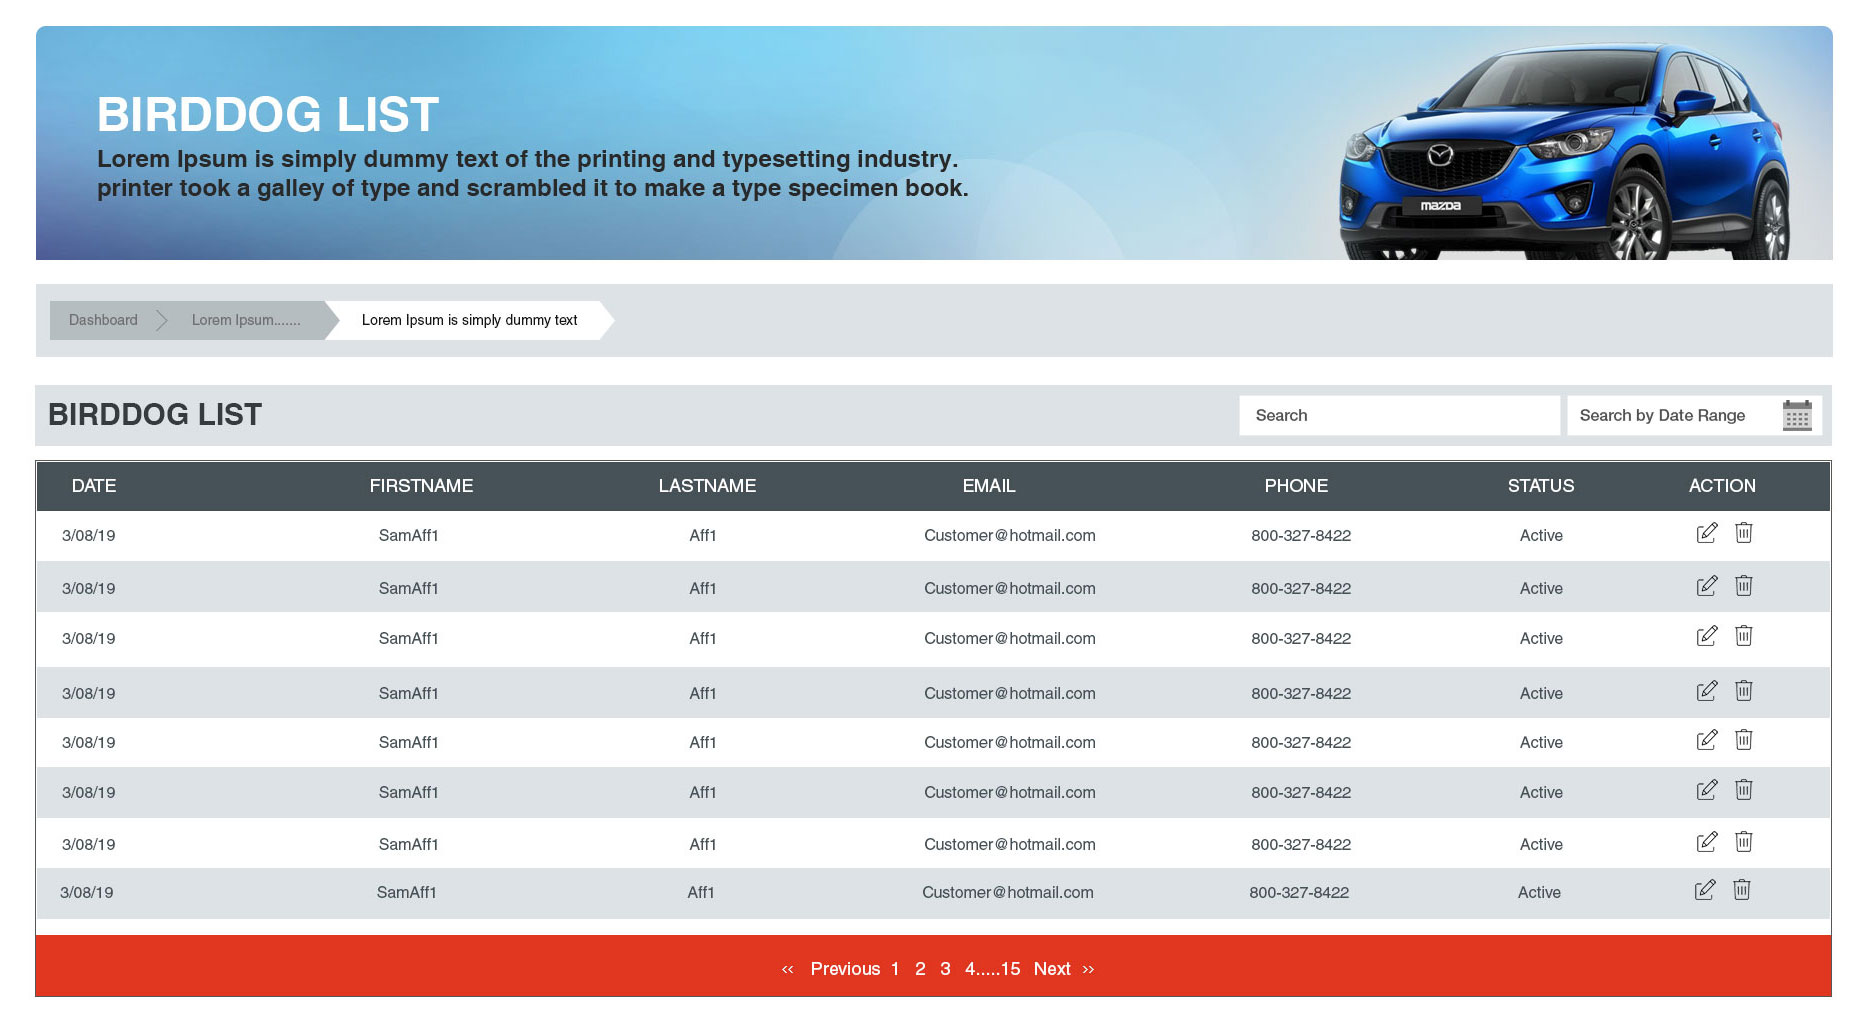 BIRDDOG LIST
Lorem Ipsum is simply dummy text of the printing and typesetting industry.
printer took a galley of type and scrambled it to make a type specimen book.
mazda
Dashboard Lorem Ipsum....... Lorem Ipsum is simply dummy text
BIRDDOG LIST Search Search by Date Range
DATE FIRSTNAME LASTNAME EMAIL PHONE STATUS ACTION
3/08/19 SamAff1 Aff1 Customer@hotmail.com 800-327-8422 Active
3/08/19 SamAff1 Aff1 Customer@hotmail.com 800-327-8422 Active
3/08/19 SamAff1 Aff1 Customer@hotmail.com 800-327-8422 Active
3/08/19 SamAff1 Aff1 Customer@hotmail.com 800-327-8422 Active
3/08/19 SamAff1 Aff1 Customer@hotmail.com 800-327-8422 Active
3/08/19 SamAff1 Aff1 Customer@hotmail.com 800-327-8422 Active
3/08/19 SamAff1 Aff1 Customer@hotmail.com 800-327-8422 Active
3/08/19 SamAff1 Aff1 Customer@hotmail.com 800-327-8422 Active
‹‹ Previous 1 2 3 4.....15 Next ››